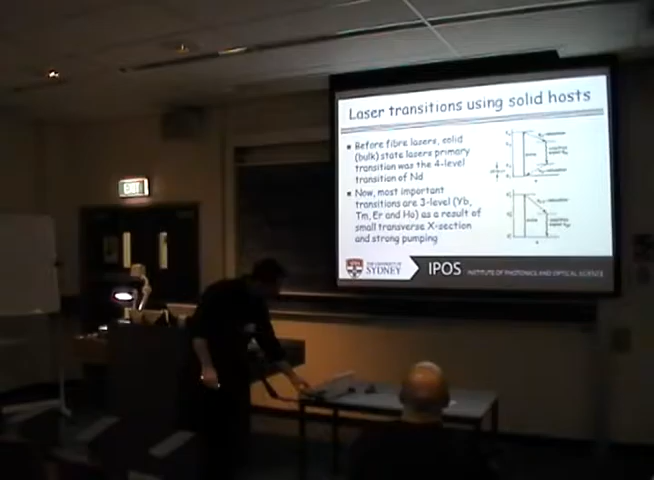 Laser transitions using solid hosts
Before fibre lasers, solid
(bulk) state lasers primary
transition was the 4-level
transition of Nd
Now, most important
transitions are 3-level (Yb,
Tm, Er and Ho) as a result of
small transverse X-section
and strong pumping
THE UNIVERSITY OF
SYDNEY
IPOS
INSTITUTE OF PHOTONICS AND OPTICAL SCIENCE
EXIT